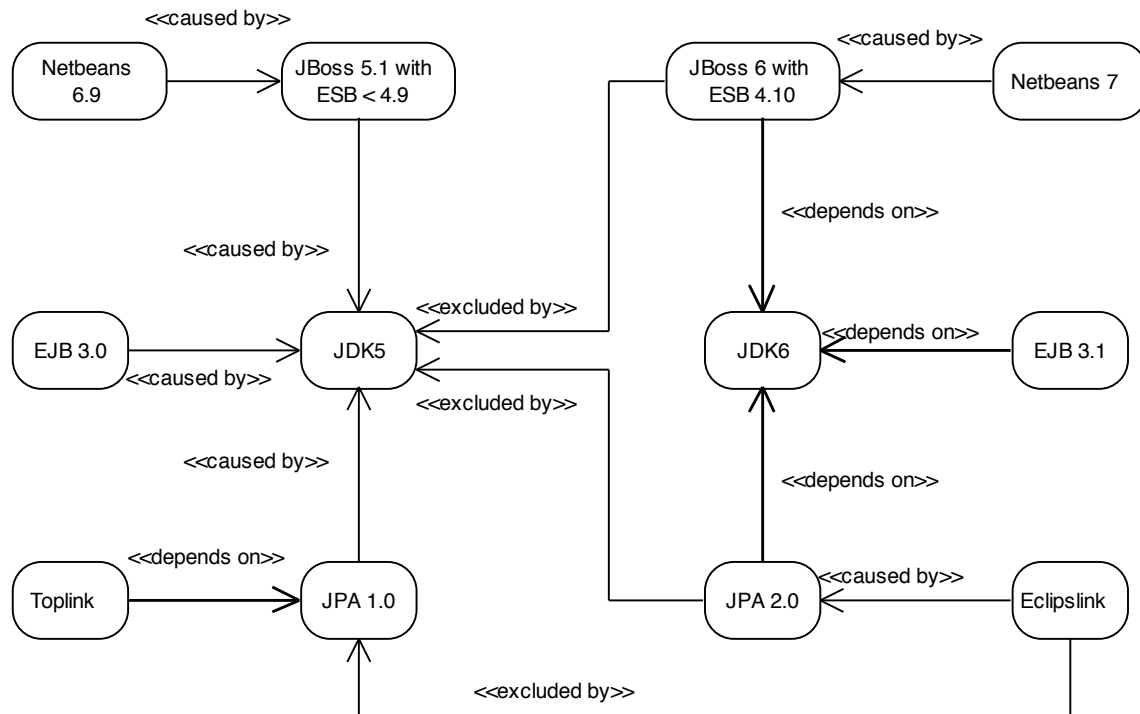 <<caused by>>
<<caused by>>
Netbeans
6.9
JBoss 5.1 with
ESB < 4.9
JBoss 6 with
ESB 4.10
Netbeans 7
<<depends on>>
<<caused by>>
<<excluded by>>
EJB 3.0
JDK5
JDK6
<<depends on>>
EJB 3.1
<<caused by>>
<<excluded by>>
<<caused by>>
<<depends on>>
<<depends on>>
<<caused by>>
Toplink
JPA 1.0
JPA 2.0
Eclipslink
<<excluded by>>